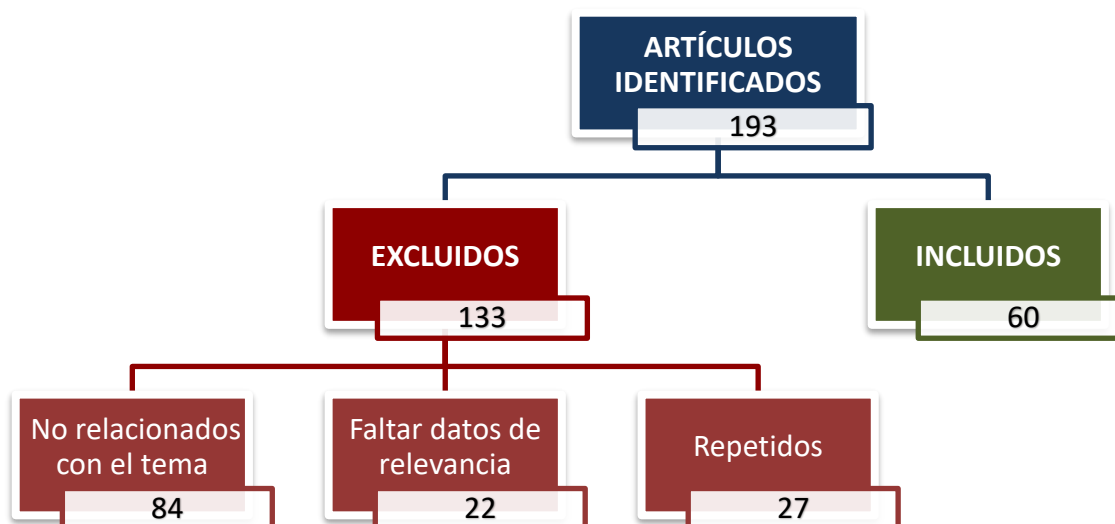 ARTÍCULOS
IDENTIFICADOS
193
EXCLUIDOS
133
INCLUIDOS
60
No relacionados
con el tema
84
Faltar datos de
relevancia
22
Repetidos
27